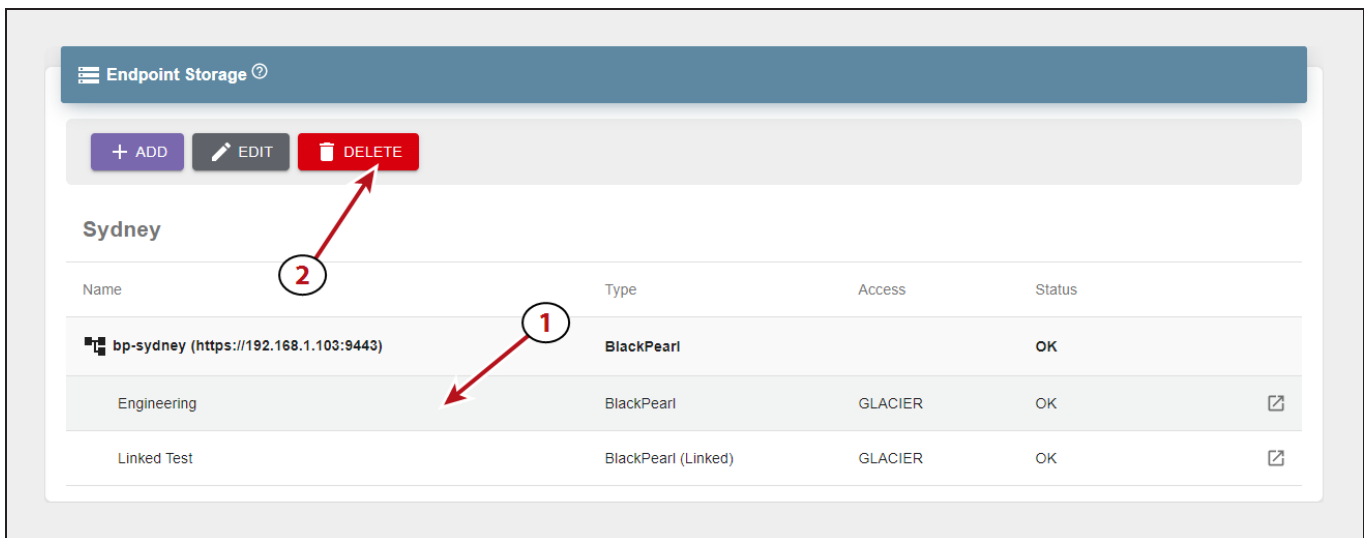 Endpoint Storage ?
+ ADD EDIT DELETE
Sydney
2
Name Type Access Status
1
bp-sydney (https://192.168.1.103:9443) BlackPearl OK
Engineering BlackPearl GLACIER OK
Linked Test BlackPearl (Linked) GLACIER OK